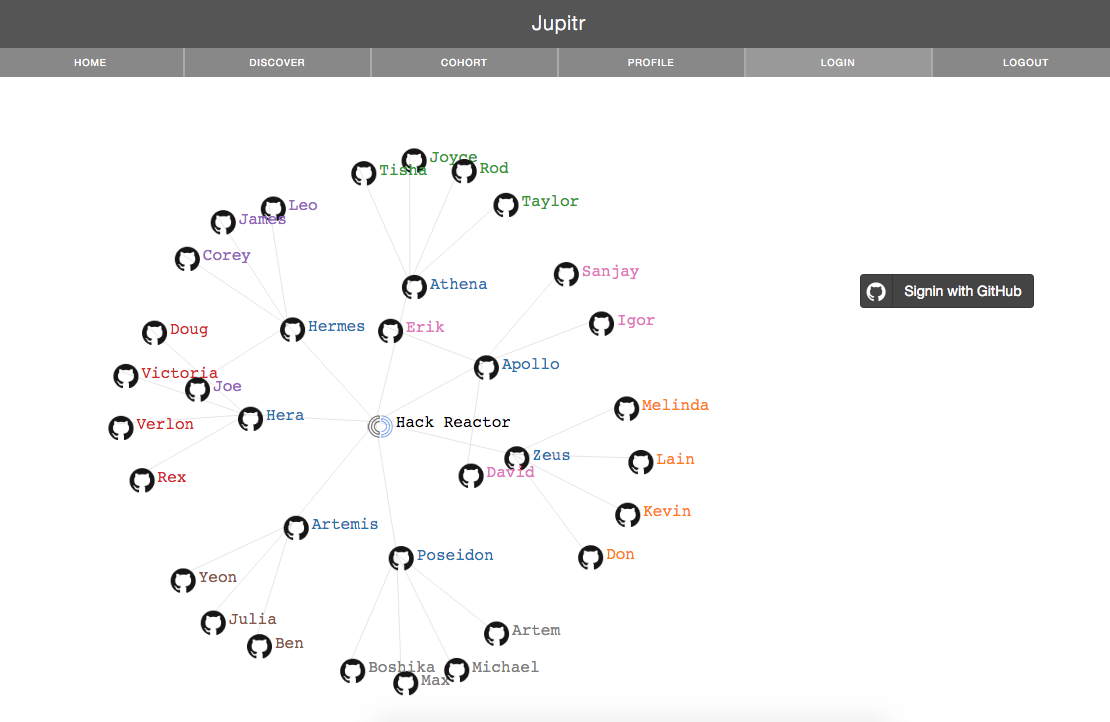 Jupitr
HOME DISCOVER COHORT PROFILE LOGIN LOGOUT
Joyce
Tisha
Rod
Taylor
Leo
James
Corey
Sanjay
Athena
Signin with GitHub
Igor
Hermes
Erik
Doug
Apollo
Victoria
Joe
Melinda
Hera
Hack Reactor
Verlon
Zeus
Lain
David
Rex
Kevin
Artemis
Poseidon
Don
Yeon
Julia
Artem
Ben
Boshika
Michael
Max